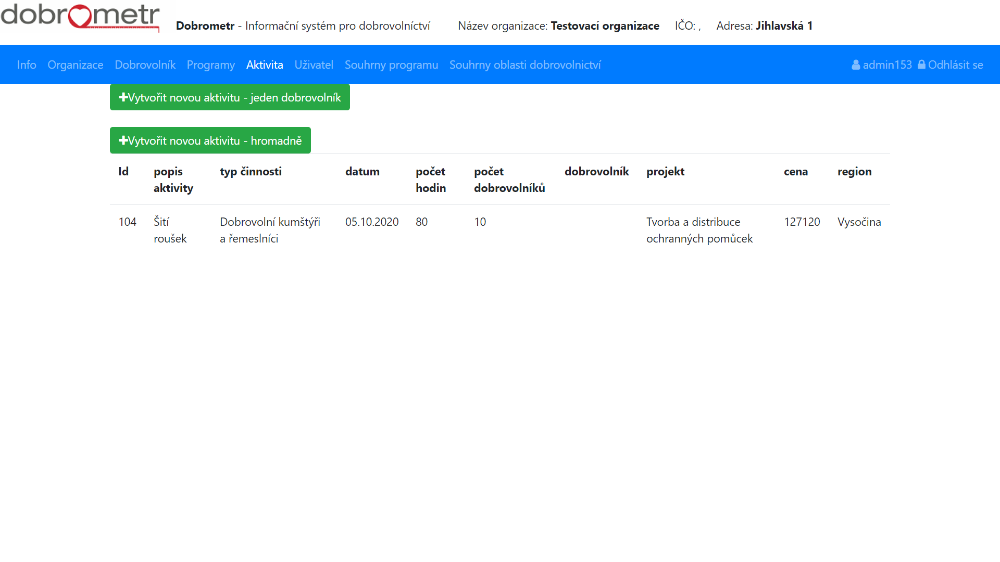 dobrometr
Dobrometr - Informační systém pro dobrovolníctví Název organizace: Testovací organizace IČO: , Adresa: Jihlavská 1
Info Organizace Dobrovolník Programy Aktivita Uživatel Souhrny programu Souhrny oblasti dobrovolnictví admin153 Odhlásit se
Vytvořit novou aktivitu - jeden dobrovolník
Vytvořit novou aktivitu - hromadně
Id popis aktivity typ činnosti datum počet hodin počet dobrovolníků dobrovolník projekt cena region
104 Šití roušek Dobrovolní kumštýři a řemeslníci 05.10.2020 80 10 Tvorba a distribuce ochranných pomůcek 127120 Vysočina